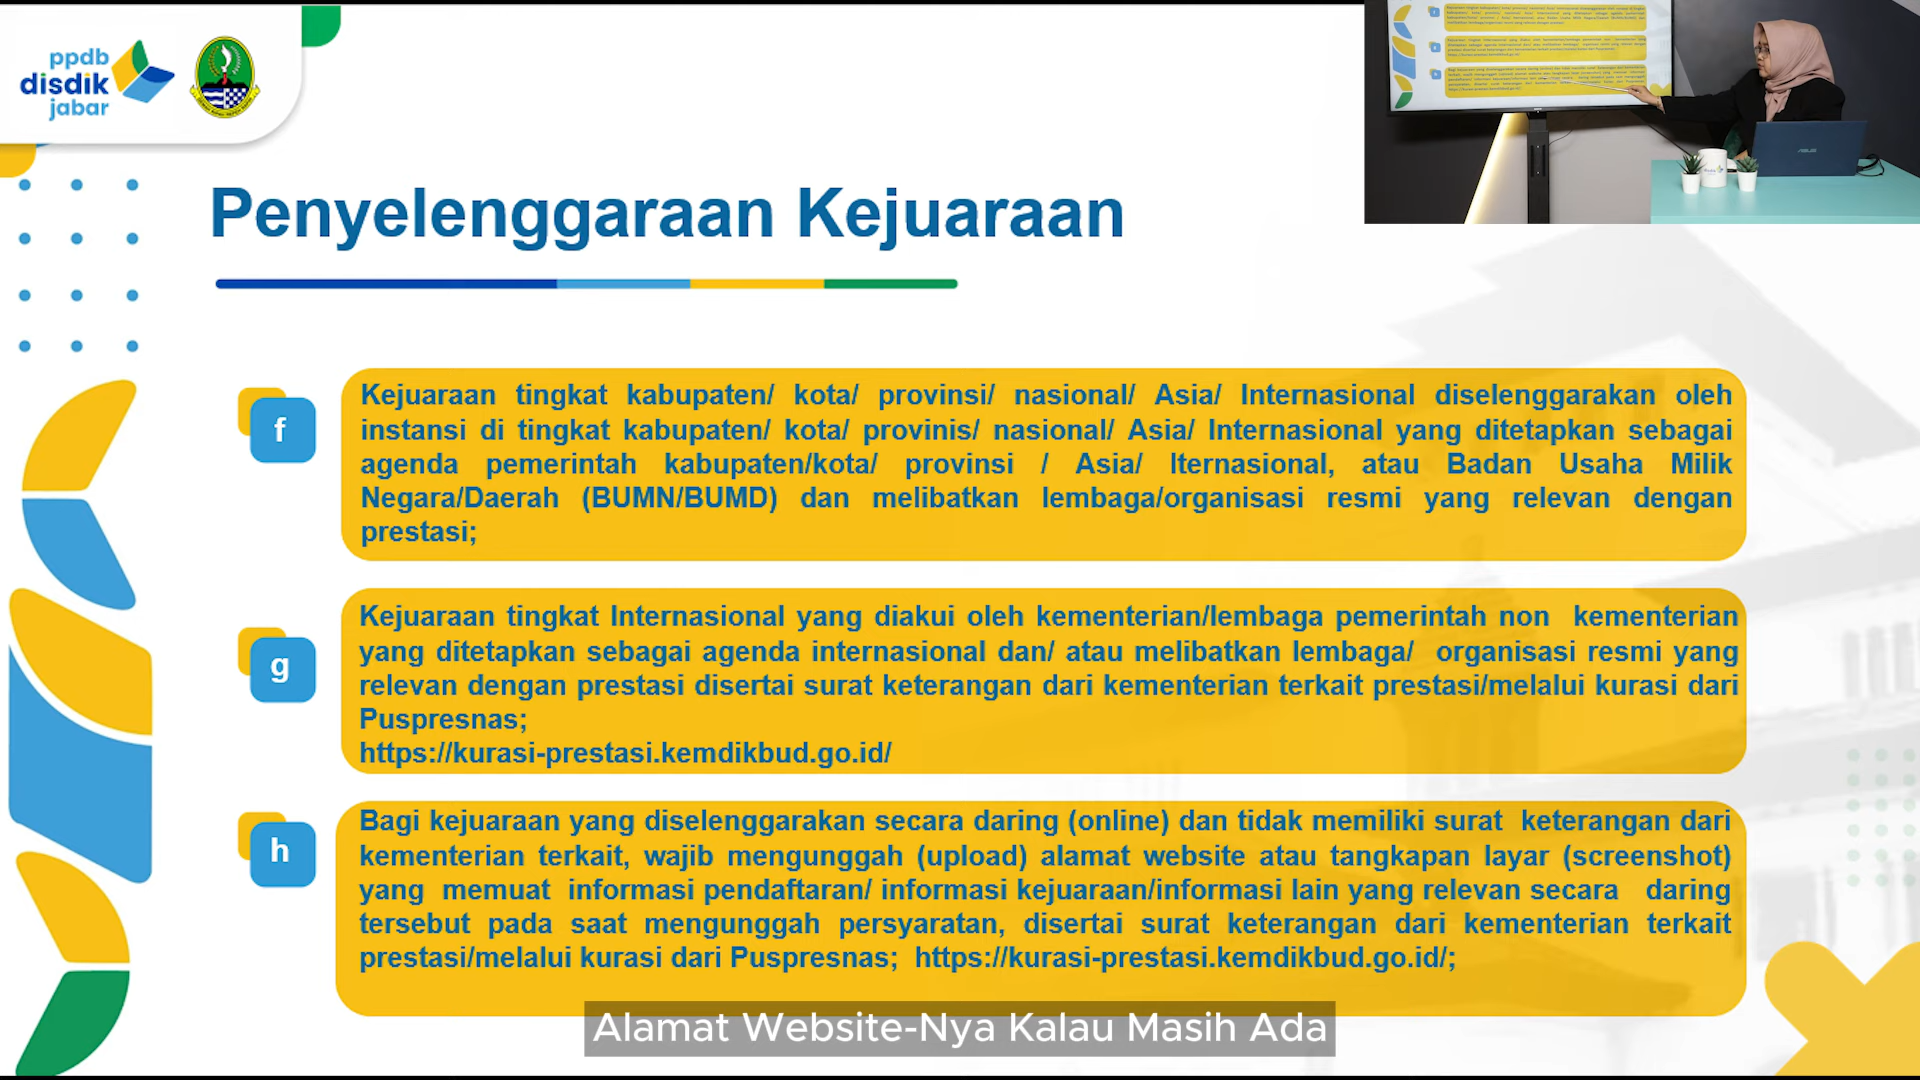 ppdb
disdik
jabar
Penyelenggaraan Kejuaraan
f
Kejuaraan tingkat kabupaten/ kota/ provinsi/ nasional/ Asia/ Internasional diselenggarakan oleh
instansi di tingkat kabupaten/ kota/ provinis/ nasional/ Asia/ Internasional yang ditetapkan sebagai
agenda pemerintah kabupaten/kota/ provinsi / Asia/ Iternasional, atau Badan Usaha Milik
Negara/Daerah (BUMN/BUMD) dan melibatkan lembaga/organisasi resmi yang relevan dengan
prestasi;
g
Kejuaraan tingkat Internasional yang diakui oleh kementerian/lembaga pemerintah non kementerian
yang ditetapkan sebagai agenda internasional dan/ atau melibatkan lembaga/ organisasi resmi yang
relevan dengan prestasi disertai surat keterangan dari kementerian terkait prestasi/melalui kurasi dari
Puspresnas;
https://kurasi-prestasi.kemdikbud.go.id/
h
Bagi kejuaraan yang diselenggarakan secara daring (online) dan tidak memiliki surat keterangan dari
kementerian terkait, wajib mengunggah (upload) alamat website atau tangkapan layar (screenshot)
yang memuat informasi pendaftaran/ informasi kejuaraan/informasi lain yang relevan secara daring
tersebut pada saat mengunggah persyaratan, disertai surat keterangan dari kementerian terkait
prestasi/melalui kurasi dari Puspresnas; https://kurasi-prestasi.kemdikbud.go.id/;
Alamat Website-Nya Kalau Masih Ada